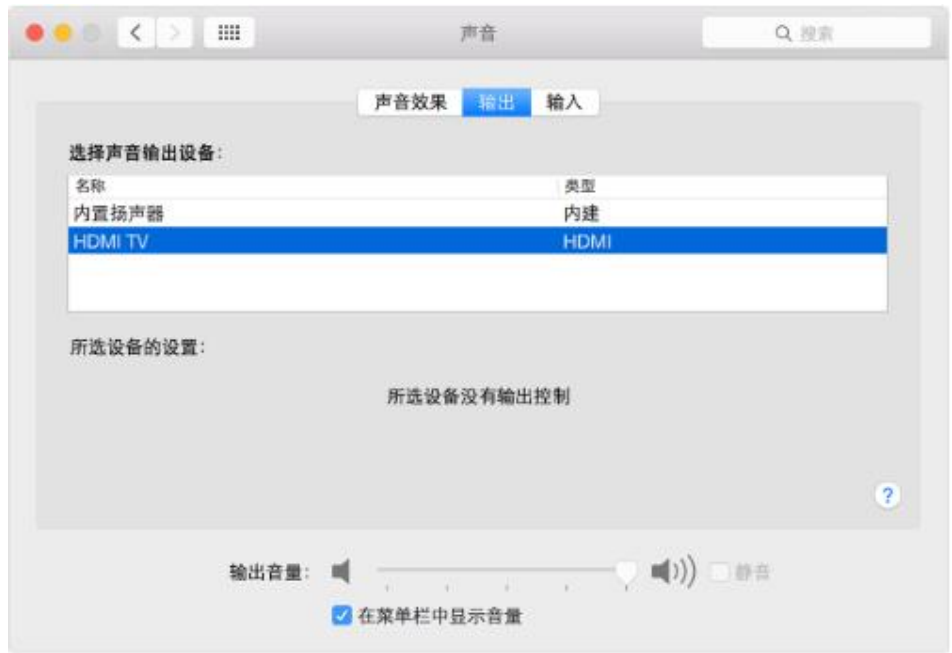 声音
搜索
声音效果 输出 输入
选择声音输出设备:
名称 类型
内置扬声器 内建
HDMI TV HDMI
所选设备的设置:
所选设备没有输出控制
?
输出音量: 静音
在菜单栏中显示音量